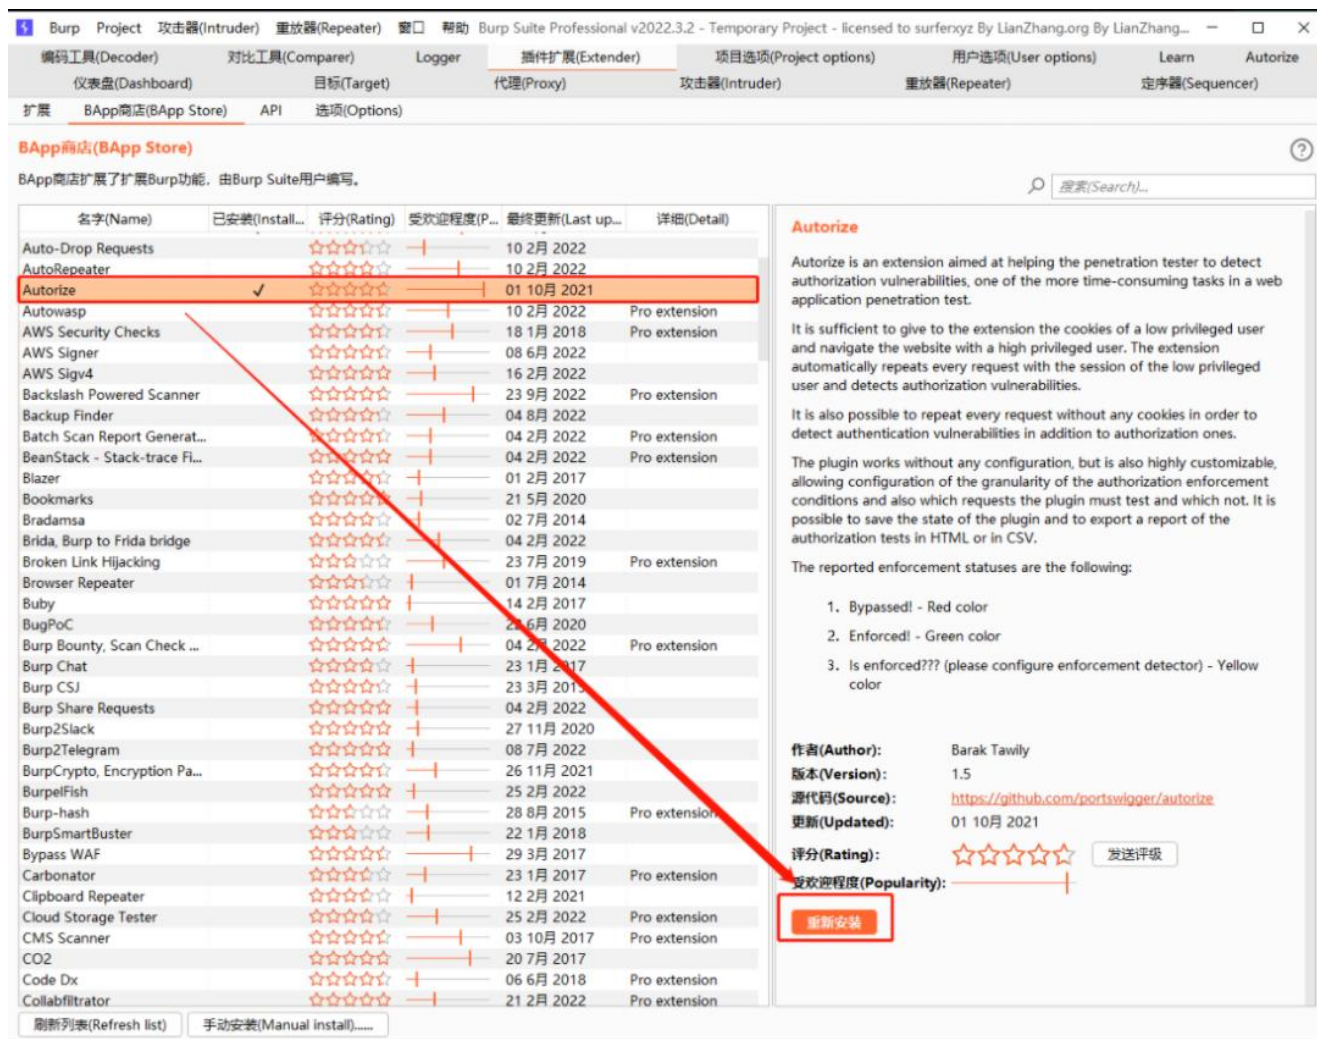 Burp Project 攻击器(Intruder) 重放器(Repeater) 窗口 帮助 Burp Suite Professional v2022.3.2 - Temporary Project - licensed to surferxyz By LianZhang.org By LianZhang...
编码工具(Decoder) 对比工具(Comparer) Logger 插件扩展(Extender) 项目选项(Project options) 用户选项(User options) Learn Autorize
仪表盘(Dashboard) 目标(Target) 代理(Proxy) 攻击器(Intruder) 重放器(Repeater) 定序器(Sequencer)
扩展 BApp商店(BApp Store) API 选项(Options)
BApp商店(BApp Store)
BApp商店扩展了扩展Burp功能，由Burp Suite用户编写。
搜索(Search)...
名字(Name) 已安装(Install... 评分(Rating) 受欢迎程度(P... 最终更新(Last up... 详细(Detail)
Auto-Drop Requests 10 2月 2022
AutoRepeater 10 2月 2022
Autorize ✓ 01 10月 2021
Autowasp 10 2月 2022 Pro extension
AWS Security Checks 18 1月 2018 Pro extension
AWS Signer 08 6月 2022
AWS Sigv4 16 2月 2022
Backslash Powered Scanner 23 9月 2022 Pro extension
Backup Finder 04 8月 2022
Batch Scan Report Generat... 04 2月 2022 Pro extension
BeanStack - Stack-trace Fi... 04 2月 2022 Pro extension
Blazer 01 2月 2017
Bookmarks 21 5月 2020
Bradamsa 02 7月 2014
Brida, Burp to Frida bridge 04 2月 2022
Broken Link Hijacking 23 7月 2019 Pro extension
Browser Repeater 01 7月 2014
Buby 14 2月 2017
BugPoC 6月 2020
Burp Bounty, Scan Check ... 04 2月 2022 Pro extension
Burp Chat 23 1月 2017
Burp CSJ 23 3月
Burp Share Requests 04 2月 2022
Burp2Slack 27 11月 2020
Burp2Telegram 08 7月 2022
BurpCrypto, Encryption Pa... 26 11月 2021
BurpelFish 25 2月 2022
Burp-hash 28 8月 2015 Pro extension
BurpSmartBuster 22 1月 2018
Bypass WAF 29 3月 2017
Carbonator 23 1月 2017 Pro extension
Clipboard Repeater 12 2月 2021
Cloud Storage Tester 25 2月 2022 Pro extension
CMS Scanner 03 10月 2017 Pro extension
CO2 20 7月 2017
Code Dx 06 6月 2018 Pro extension
Collabfiltrator 21 2月 2022 Pro extension
刷新列表(Refresh list) 手动安装(Manual install)......
Autorize
Autorize is an extension aimed at helping the penetration tester to detect
authorization vulnerabilities, one of the more time-consuming tasks in a web
application penetration test.
It is sufficient to give to the extension the cookies of a low privileged user
and navigate the website with a high privileged user. The extension
automatically repeats every request with the session of the low privileged
user and detects authorization vulnerabilities.
It is also possible to repeat every request without any cookies in order to
detect authentication vulnerabilities in addition to authorization ones.
The plugin works without any configuration, but is also highly customizable,
allowing configuration of the granularity of the authorization enforcement
conditions and also which requests the plugin must test and which not. It is
possible to save the state of the plugin and to export a report of the
authorization tests in HTML or in CSV.
The reported enforcement statuses are the following:
1. Bypassed! - Red color
2. Enforced! - Green color
3. Is enforced??? (please configure enforcement detector) - Yellow
color
作者(Author): Barak Tawily
版本(Version): 1.5
源代码(Source): https://github.com/portswigger/autorize
更新(Updated): 01 10月 2021
评分(Rating): 发送评级
受欢迎程度(Popularity):
重新安装